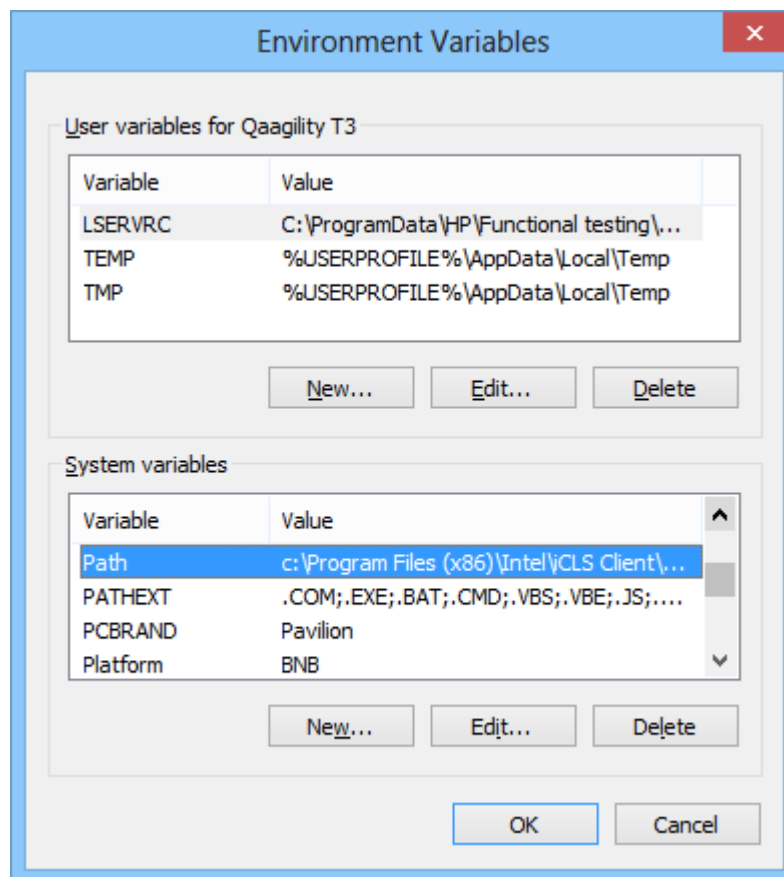 Environment Variables
User variables for Qaagility T3
Variable Value
LSERVRC C:\ProgramData\HP\Functional testing\...
TEMP %USERPROFILE%\AppData\Local\Temp
TMP %USERPROFILE%\AppData\Local\Temp
New... Edit... Delete
System variables
Variable Value
Path c:\Program Files (x86)\Intel\iCLS Client\...
PATHEXT .COM;.EXE;.BAT;.CMD;.VBS;.VBE;.JS;....
PCBRAND Pavilion
Platform BNB
New... Edit... Delete
OK Cancel